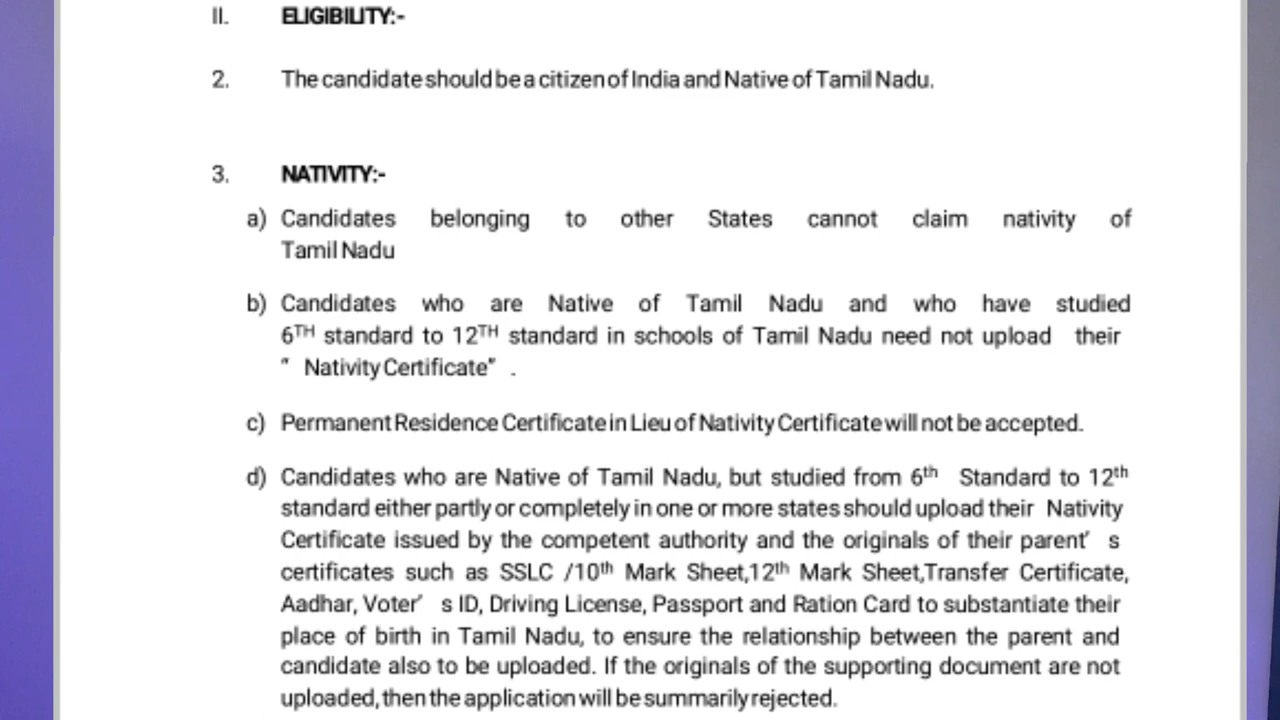 II. ELIGIBILITY:-
2. The candidate should be a citizen of India and Native of Tamil Nadu.
3. NATIVITY:-
a) Candidates belonging to other States cannot claim nativity of
Tamil Nadu
b) Candidates who are Native of Tamil Nadu and who have studied
6TH standard to 12TH standard in schools of Tamil Nadu need not upload their
" Nativity Certificate" .
c) Permanent Residence Certificate in Lieu of Nativity Certificate will not be accepted.
d) Candidates who are Native of Tamil Nadu, but studied from 6th Standard to 12th
standard either partly or completely in one or more states should upload their Nativity
Certificate issued by the competent authority and the originals of their parent' s
certificates such as SSLC /10th Mark Sheet,12th Mark Sheet,Transfer Certificate,
Aadhar, Voter' s ID, Driving License, Passport and Ration Card to substantiate their
place of birth in Tamil Nadu, to ensure the relationship between the parent and
candidate also to be uploaded. If the originals of the supporting document are not
uploaded, then the application will be summarily rejected.